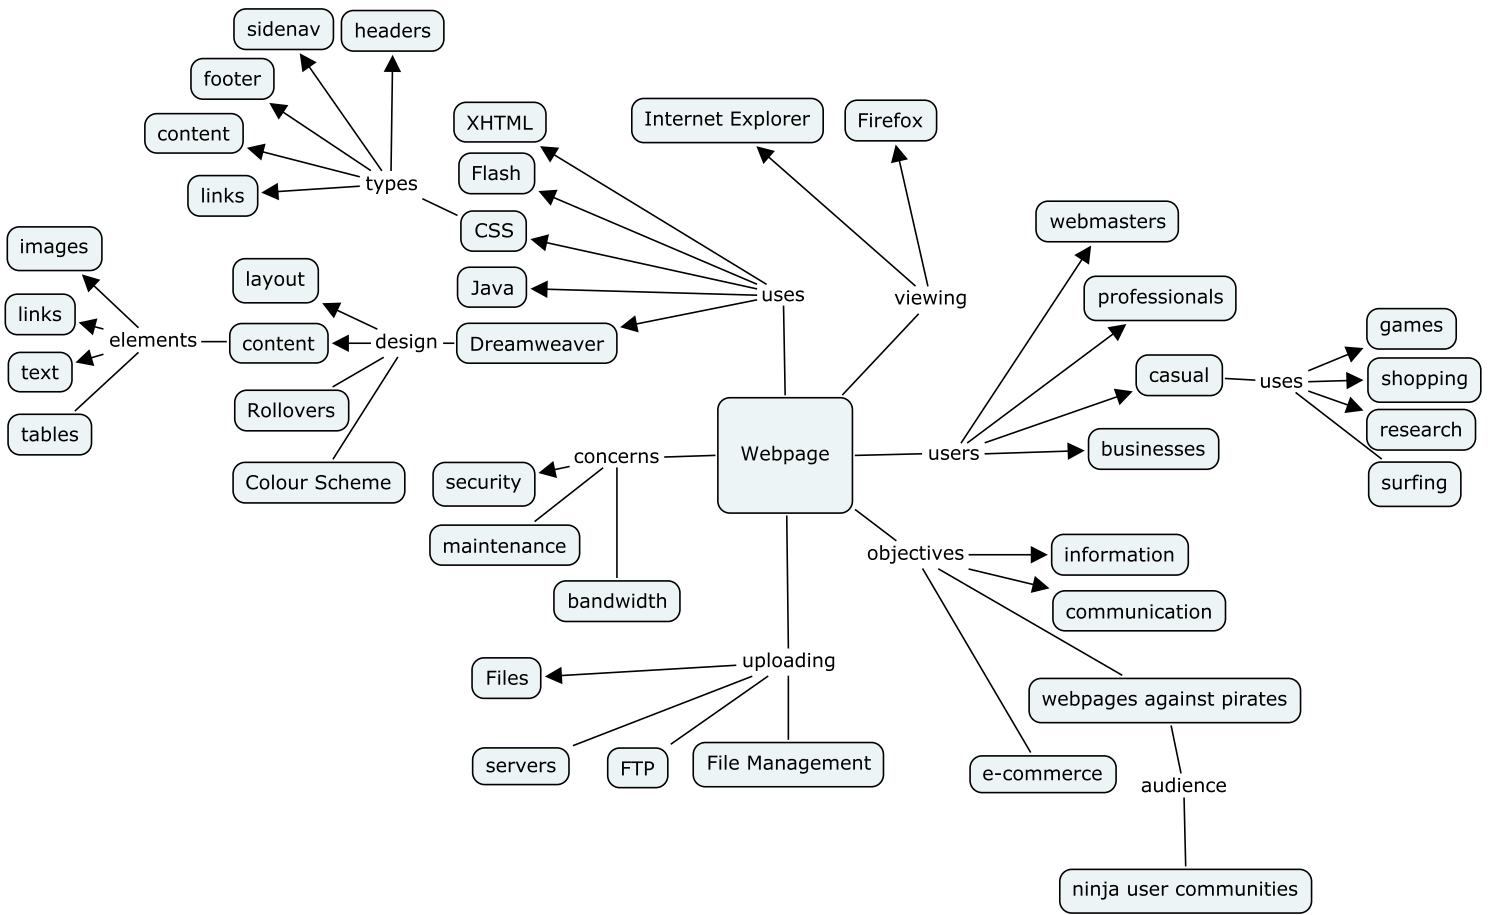 sidenav
headers
footer
content
links
types
XHTML
Flash
CSS
Java
Dreamweaver
uses
Internet Explorer
Firefox
viewing
images
links
text
tables
elements
layout
content
design
Rollovers
Colour Scheme
webmasters
professionals
casual
businesses
users
uses
games
shopping
research
surfing
Webpage
concerns
security
maintenance
bandwidth
objectives
information
communication
webpages against pirates
e-commerce
audience
ninja user communities
uploading
Files
servers
FTP
File Management